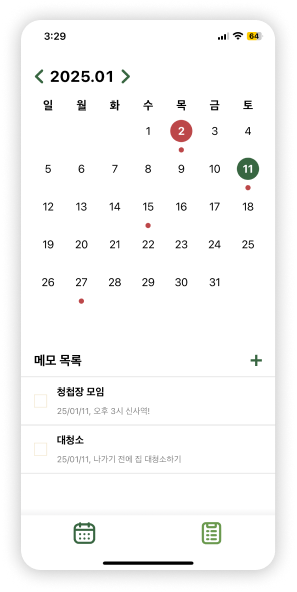 3:29
64
2025.01
일 월 화 수 목 금 토
1 2 3 4
5 6 7 8 9 10 11
12 13 14 15 16 17 18
19 20 21 22 23 24 25
26 27 28 29 30 31
메모 목록
청첩장 모임
25/01/11, 오후 3시 신사역!
대청소
25/01/11, 나가기 전에 집 대청소하기